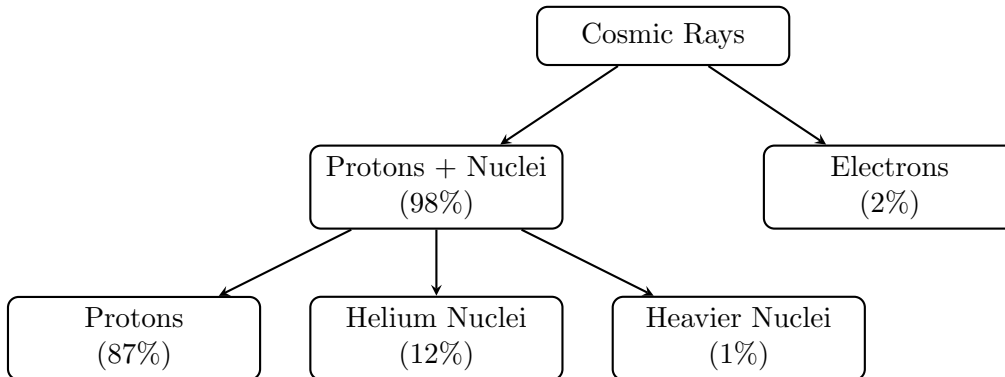 Cosmic Rays
Protons + Nuclei
(98%)
Electrons
(2%)
Protons
(87%)
Helium Nuclei
(12%)
Heavier Nuclei
(1%)